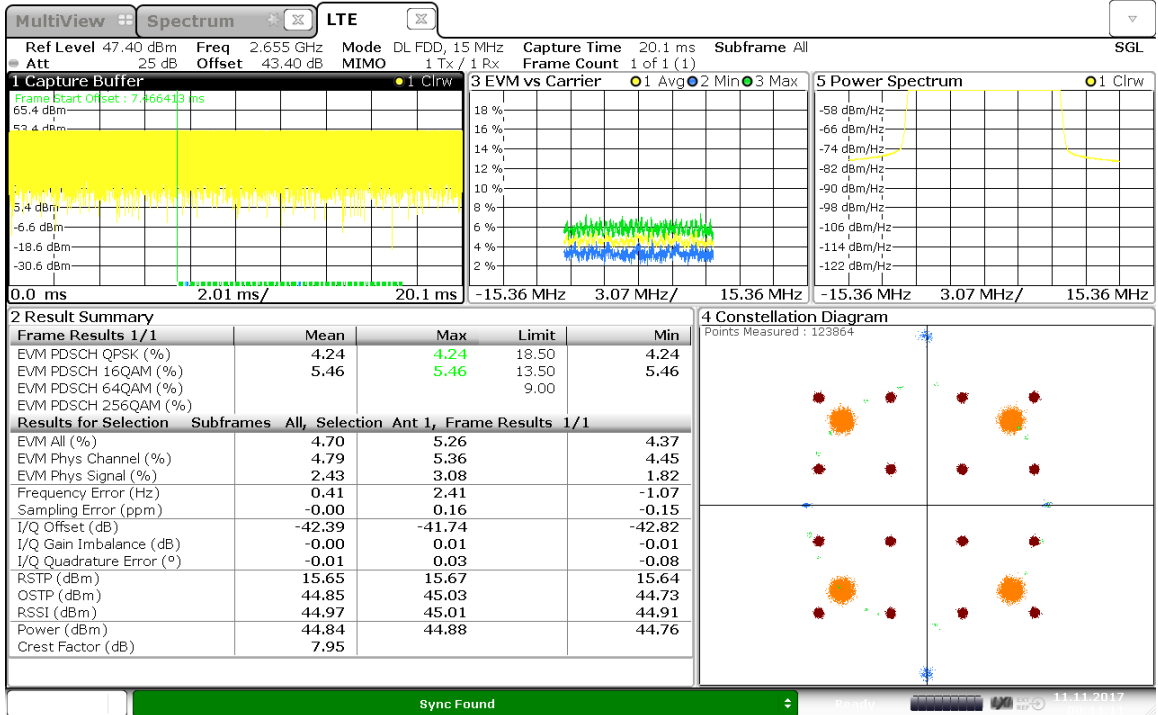 MultiView Spectrum LTE
Ref Level 47.40 dBm Freq 2.655 GHz Mode DL FDD, 15 MHz Capture Time 20.1 ms Subframe All SGL
Att 25 dB Offset 43.40 dB MIMO 1 Tx / 1 Rx Frame Count 1 of 1 (1)
1 Capture Buffer 1 Clrw
Frame Start Offset : 7.466413 ms
65.4 dBm
53.4 dBm
5.4 dBm
-6.6 dBm
-18.6 dBm
-30.6 dBm
0.0 ms 2.01 ms/ 20.1 ms
3 EVM vs Carrier 1 Avg 2 Min 3 Max
18 %
16 %
14 %
12 %
10 %
8 %
6 %
4 %
2 %
-15.36 MHz 3.07 MHz/ 15.36 MHz
5 Power Spectrum 1 Clrw
-58 dBm/Hz
-66 dBm/Hz
-74 dBm/Hz
-82 dBm/Hz
-90 dBm/Hz
-98 dBm/Hz
-106 dBm/Hz
-114 dBm/Hz
-122 dBm/Hz
-15.36 MHz 3.07 MHz/ 15.36 MHz
2 Result Summary
Frame Results 1/1 Mean Max Limit Min
EVM PDSCH QPSK (%) 4.24 4.24 18.50 4.24
EVM PDSCH 16QAM (%) 5.46 5.46 13.50 5.46
EVM PDSCH 64QAM (%) 9.00
EVM PDSCH 256QAM (%)
Results for Selection Subframes All, Selection Ant 1, Frame Results 1/1
EVM All (%) 4.70 5.26 4.37
EVM Phys Channel (%) 4.79 5.36 4.45
EVM Phys Signal (%) 2.43 3.08 1.82
Frequency Error (Hz) 0.41 2.41 -1.07
Sampling Error (ppm) -0.00 0.16 -0.15
I/Q Offset (dB) -42.39 -41.74 -42.82
I/Q Gain Imbalance (dB) -0.00 0.01 -0.01
I/Q Quadrature Error (°) -0.01 0.03 -0.08
RSTP (dBm) 15.65 15.67 15.64
OSTP (dBm) 44.85 45.03 44.73
RSSI (dBm) 44.97 45.01 44.91
Power (dBm) 44.84 44.88 44.76
Crest Factor (dB) 7.95
4 Constellation Diagram
Points Measured : 123864
Sync Found
Ready
LXI EXT REF
11.11.2017